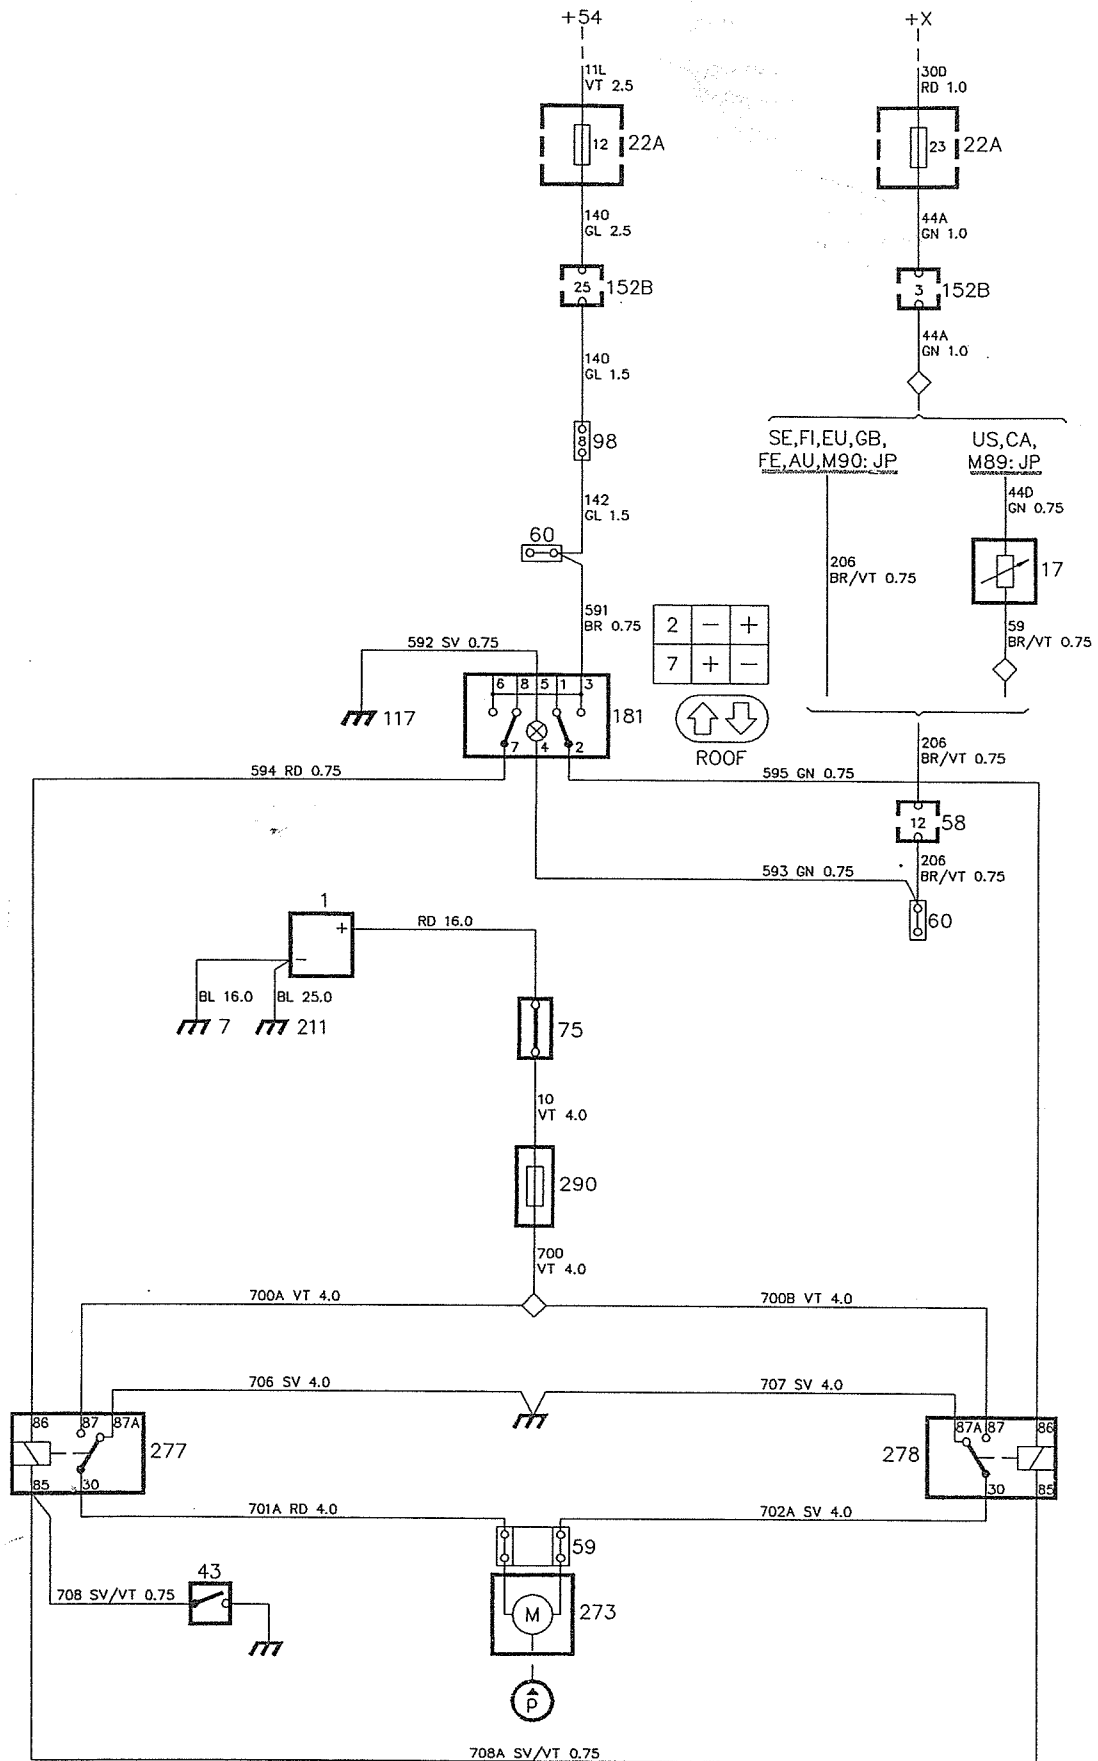 +54
+X
11L
VT 2.5
30D
RD 1.0
12
22A
23
22A
140
GL 2.5
44A
GN 1.0
25
152B
3
152B
140
GL 1.5
44A
GN 1.0
8
98
SE,FI,EU,GB,
FE,AU,M90: JP
US,CA,
M89: JP
142
GL 1.5
44D
GN 0.75
60
206
BR/VT 0.75
17
591
BR 0.75
2 − +
7 + −
59
BR/VT 0.75
592 SV 0.75
6 8 5 1 3
117
181
7 4 2
ROOF
594 RD 0.75
595 GN 0.75
206
BR/VT 0.75
12
58
593 GN 0.75
206
BR/VT 0.75
60
1
+
RD 16.0
−
BL 16.0
BL 25.0
7
211
75
10
VT 4.0
290
700
VT 4.0
700A VT 4.0
700B VT 4.0
706 SV 4.0
707 SV 4.0
86 87 87A
277
85 30
87A 87 86
278
30 85
701A RD 4.0
702A SV 4.0
59
43
708 SV/VT 0.75
M
273
p
708A SV/VT 0.75